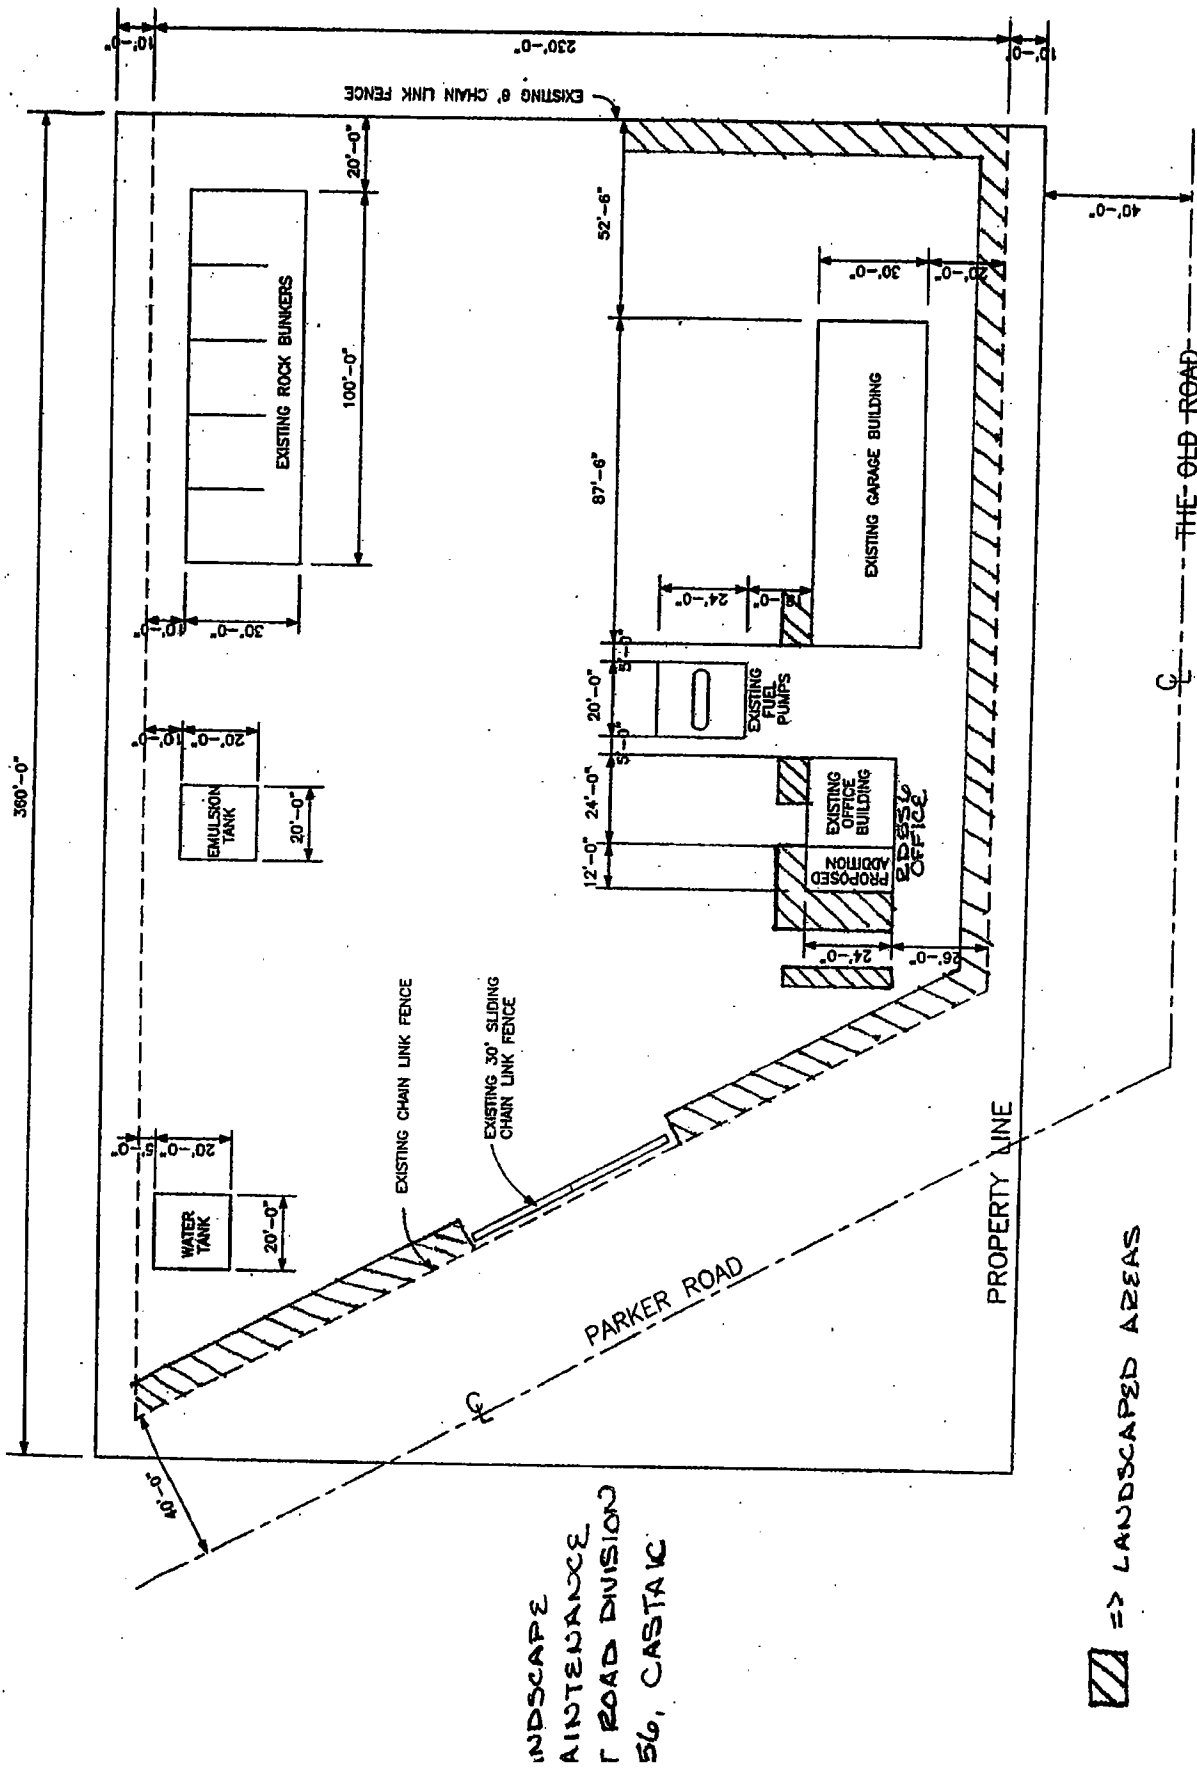 360'-0"
10'-0"
230'-0"
10'-0"
EXISTING 6' CHAIN LINK FENCE
20'-0"
EXISTING ROCK BUNKERS
100'-0"
10'-0"
30'-0"
52'-6"
87'-6"
30'-0"
20'-0"
EXISTING GARAGE BUILDING
24'-0"
5'-0"
20'-0"
5'-0"
EXISTING
FUEL
PUMPS
24'-0"
12'-0"
EXISTING
OFFICE
BUILDING
PROPOSED
ADDITION
RD556
OFFICE
24'-0"
26'-0"
10'-0"
20'-0"
EMULSION
TANK
20'-0"
5'-0"
20'-0"
WATER
TANK
20'-0"
EXISTING CHAIN LINK FENCE
EXISTING 30' SLIDING
CHAIN LINK FENCE
40'-0"
THE OLD ROAD
℄
PARKER ROAD
℄
PROPERTY LINE
40'-0"
NDSCAPE
AINTENANCE
T ROAD DIVISION
56, CASTAIC
=> LANDSCAPED AREAS